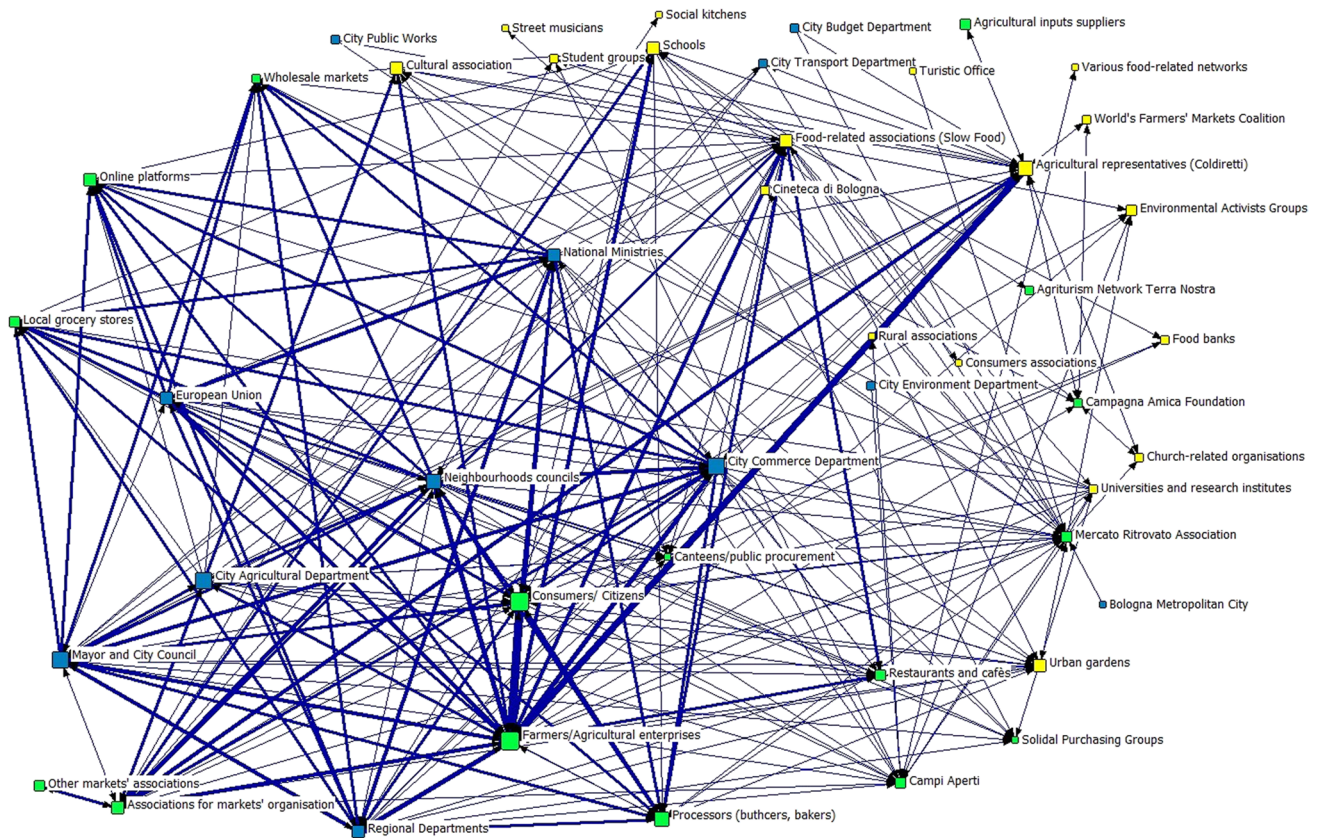 Social kitchens
Street musicians
City Budget Department
Agricultural inputs suppliers
City Public Works
Student groups
Schools
Cultural association
City Transport Department
Turistic Office
Various food-related networks
Wholesale markets
World's Farmers' Markets Coalition
Food-related associations (Slow Food)
Agricultural representatives (Coldiretti)
Online platforms
Cineteca di Bologna
Environmental Activists Groups
National Ministries
Agriturism Network Terra Nostra
Local grocery stores
Rural associations
Food banks
Consumers associations
City Environment Department
European Union
Campagna Amica Foundation
City Commerce Department
Church-related organisations
Neighbourhoods councils
Universities and research institutes
Mercato Ritrovato Association
Canteens/public procurement
City Agricultural Department
Consumers/ Citizens
Bologna Metropolitan City
Mayor and City Council
Urban gardens
Restaurants and cafès
Farmers/Agricultural enterprises
Solidal Purchasing Groups
Other markets' associations
Campi Aperti
Associations for markets' organisation
Processors (buthcers, bakers)
Regional Departments